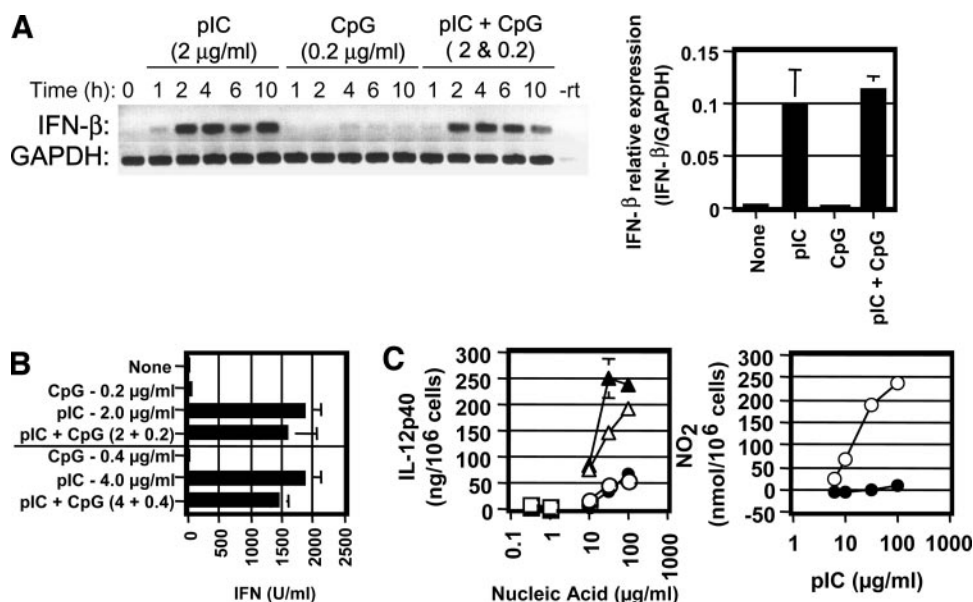 A
pIC CpG pIC + CpG
(2 µg/ml) (0.2 µg/ml) ( 2 & 0.2)
Time (h): 0 1 2 4 6 10 1 2 4 6 10 1 2 4 6 10 -rt
IFN-β:
GAPDH:
IFN-β relative expression
(IFN-β/GAPDH)
0.15
0.1
0.05
0
None
pIC
CpG
pIC + CpG
B
None
CpG - 0.2 µg/ml
pIC - 2.0 µg/ml
pIC + CpG (2 + 0.2)
CpG - 0.4 µg/ml
pIC - 4.0 µg/ml
pIC + CpG (4 + 0.4)
0 500 1000 1500 2000 2500
IFN (U/ml)
C
IL-12p40
(ng/10⁶ cells)
300
250
200
150
100
50
0
0.1 1 10 100 1000
Nucleic Acid (µg/ml)
NO2
(nmol/10⁶ cells)
300
250
200
150
100
50
0
-50
1 10 100 1000
pIC (µg/ml)